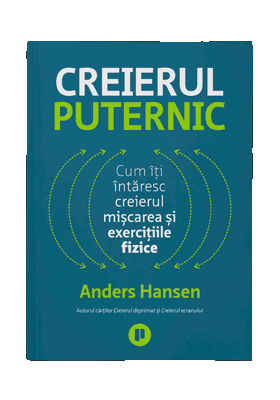 CREIERUL
PUTERNIC
Cum îți
întăresc
creierul
mișcarea și
exercițiile
fizice
Anders Hansen
Autorul cărților Creierul deprimat și Creierul ecranului
P